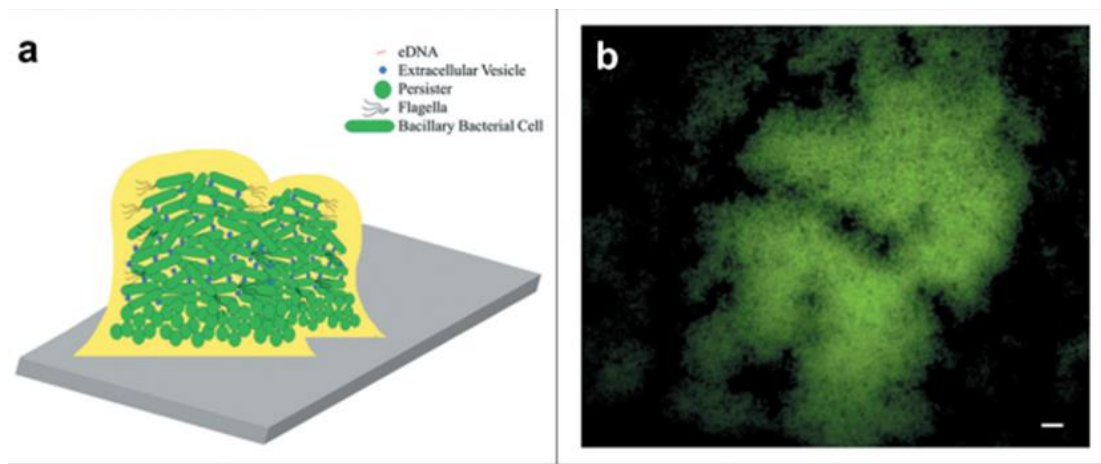 a
eDNA
Extracellular Vesicle
Persister
Flagella
Bacillary Bacterial Cell
b